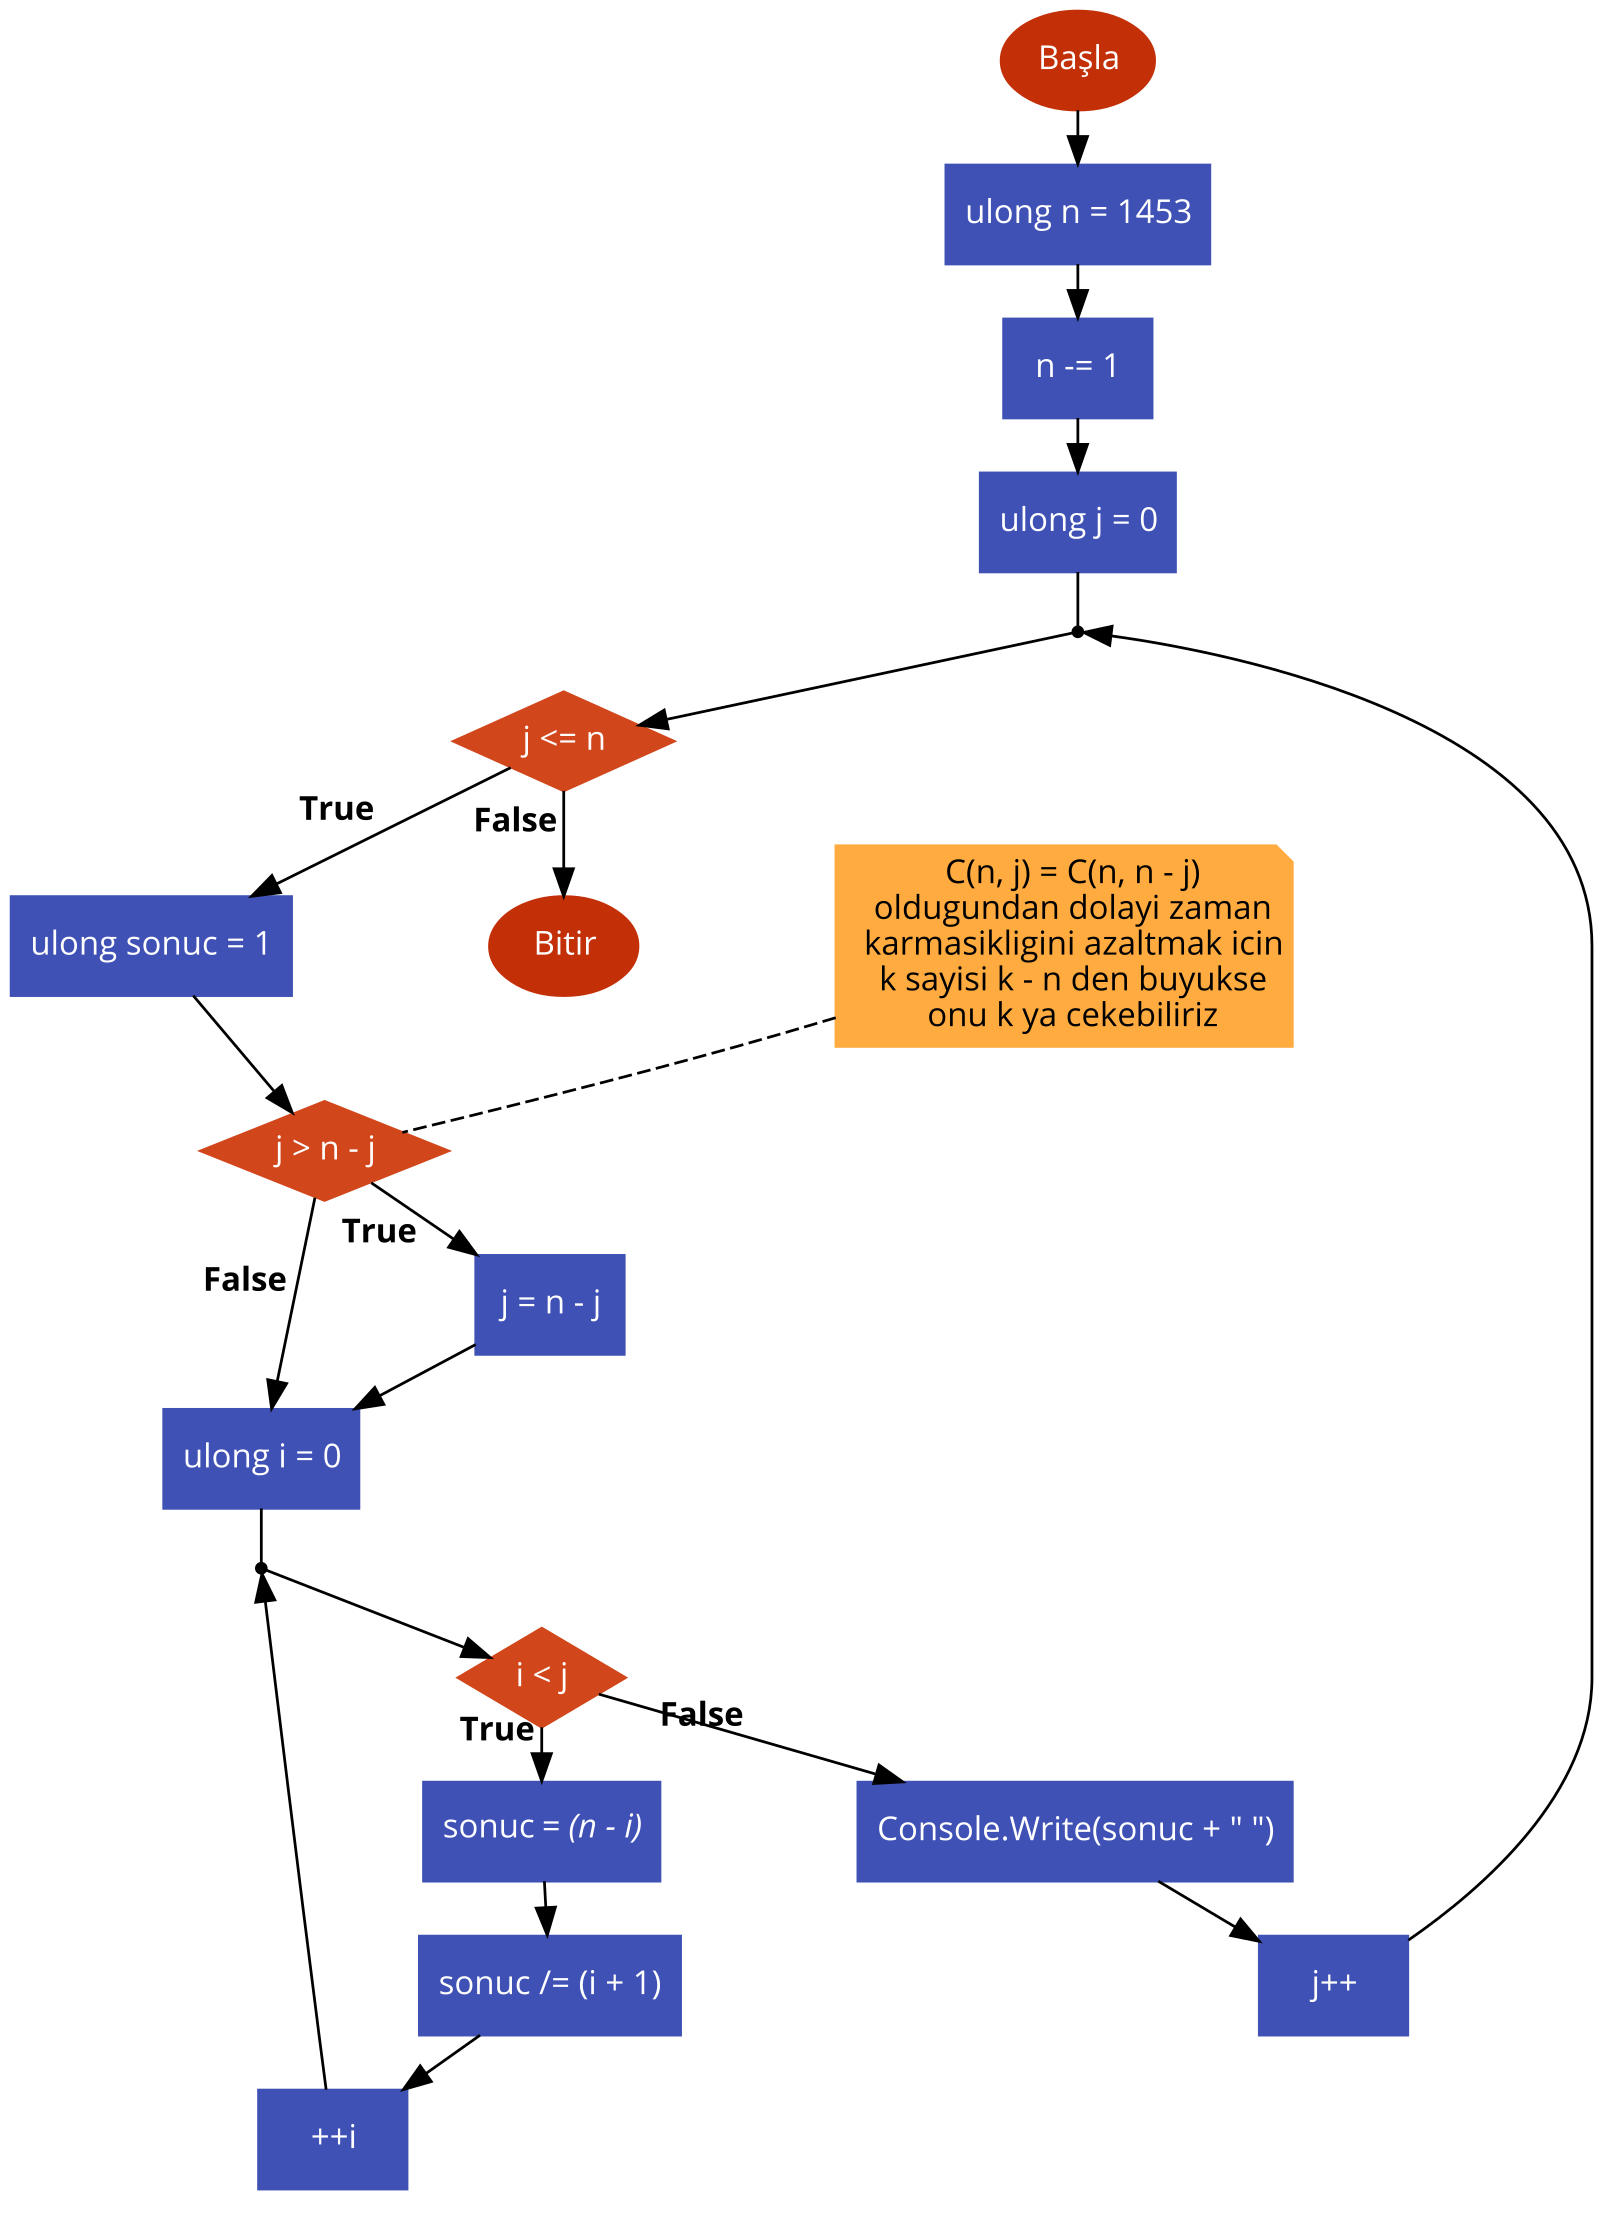 Başla
ulong n = 1453
n -= 1
ulong j = 0
j <= n
True
False
ulong sonuc = 1
Bitir
C(n, j) = C(n, n - j)
oldugundan dolayi zaman
karmasikligini azaltmak icin
k sayisi k - n den buyukse
onu k ya cekebiliriz
j > n - j
True
False
j = n - j
ulong i = 0
i < j
True
False
sonuc = (n - i)
Console.Write(sonuc + " ")
sonuc /= (i + 1)
j++
++i